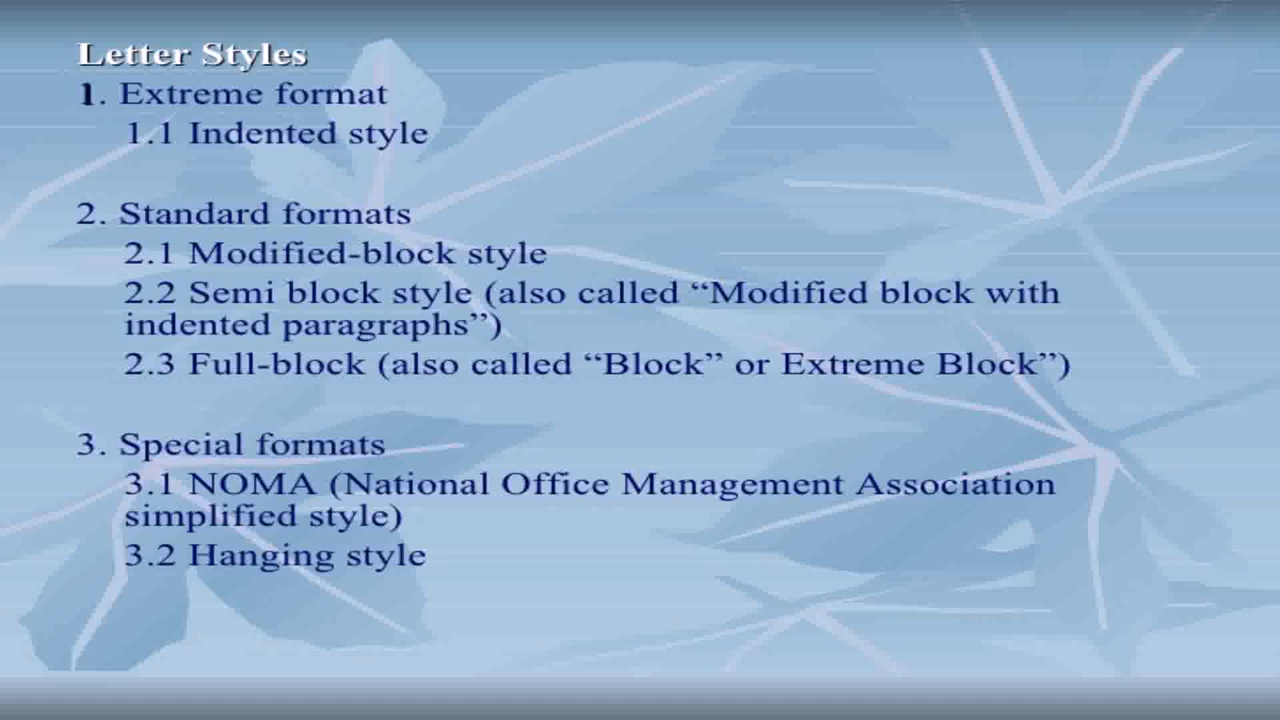 Letter Styles
1. Extreme format
1.1 Indented style
2. Standard formats
2.1 Modified-block style
2.2 Semi block style (also called “Modified block with
indented paragraphs”)
2.3 Full-block (also called “Block” or Extreme Block”)
3. Special formats
3.1 NOMA (National Office Management Association
simplified style)
3.2 Hanging style